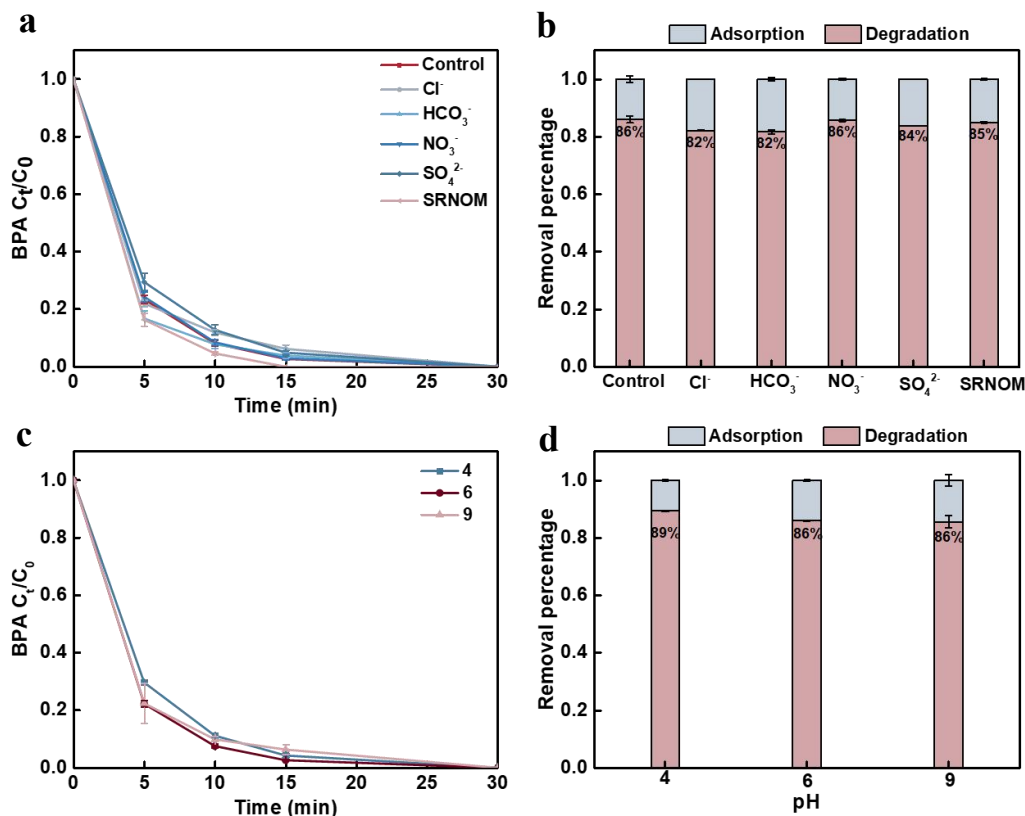 a
Control
Cl⁻
HCO₃⁻
NO₃⁻
SO₄²⁻
SRNOM
BPA Ct/C0
1.0
0.8
0.6
0.4
0.2
0.0
0 5 10 15 20 25 30
Time (min)
b
Adsorption Degradation
Removal percentage
1.0
0.8
0.6
0.4
0.2
0.0
86% 82% 82% 86% 84% 85%
Control Cl⁻ HCO₃⁻ NO₃⁻ SO₄²⁻ SRNOM
c
4
6
9
BPA Cₜ/C₀
1.0
0.8
0.6
0.4
0.2
0.0
0 5 10 15 20 25 30
Time (min)
d
Adsorption Degradation
Removal percentage
1.0
0.8
0.6
0.4
0.2
0.0
89% 86% 86%
4 6 9
pH